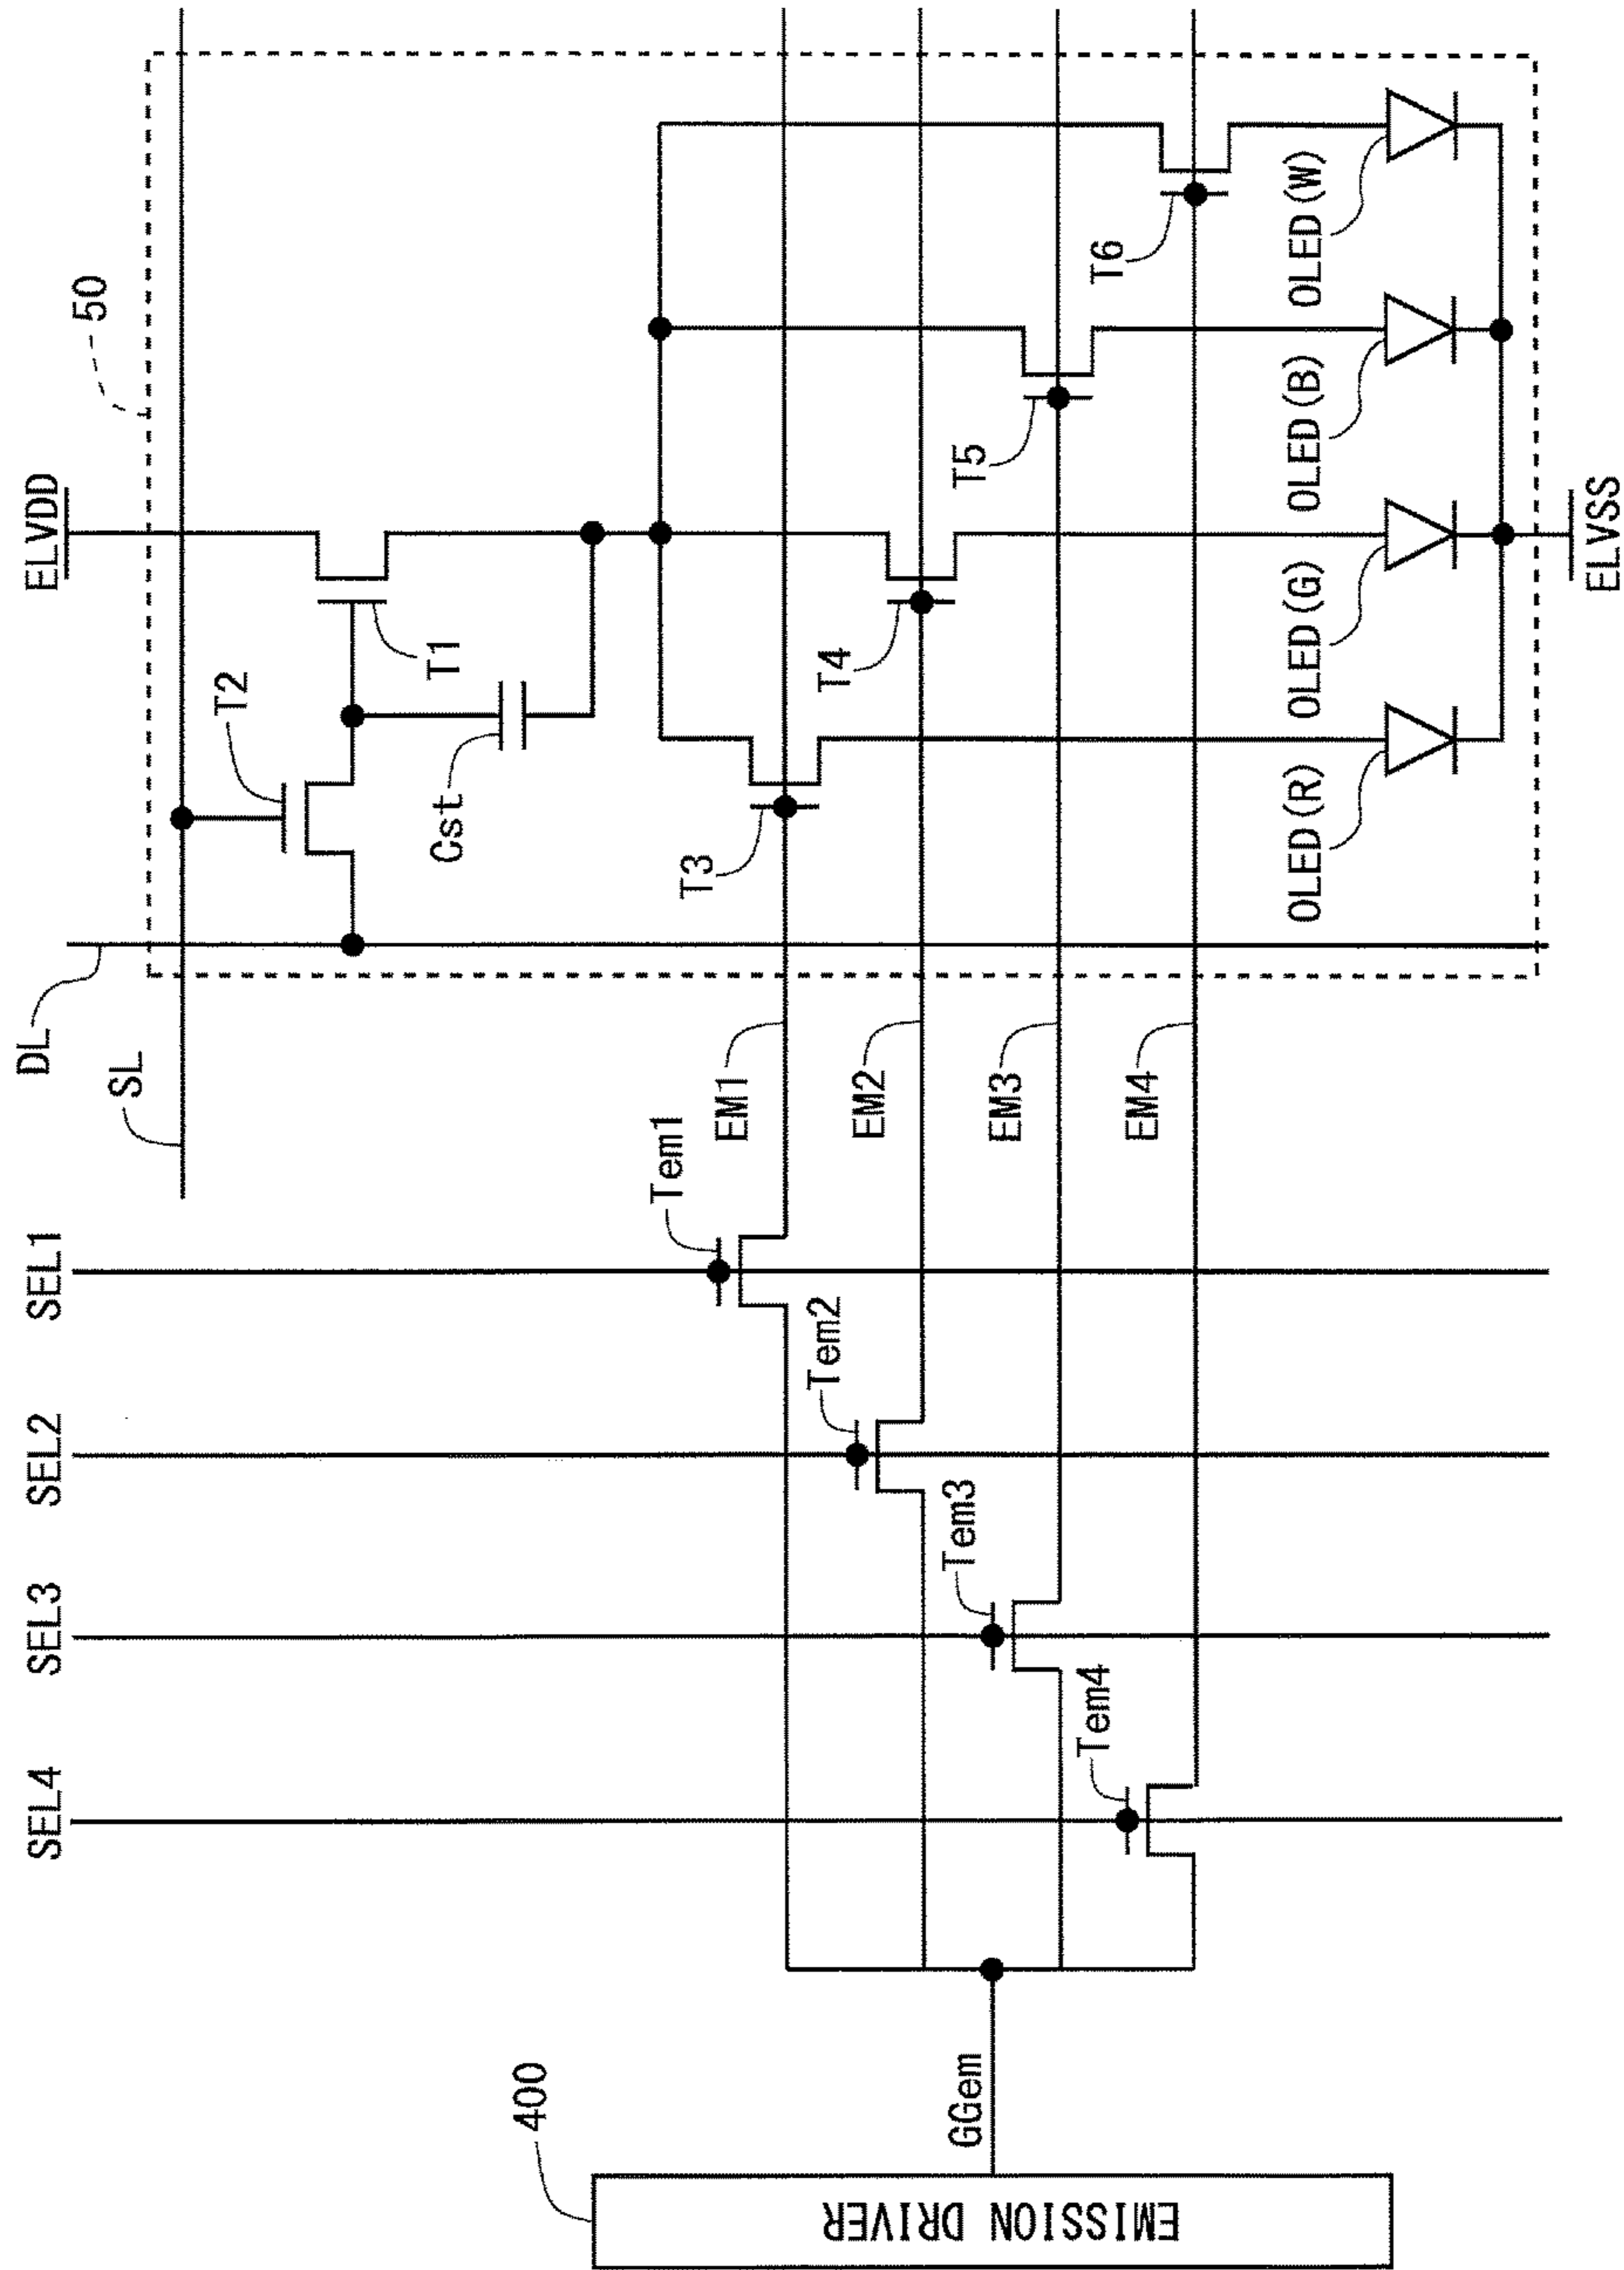 ELVDD
50
DL
SL
T2
T1
Cst
T3
T4
T5
T6
OLED(R)
OLED(G)
OLED(B)
OLED(W)
ELVSS
SEL4
SEL3
SEL2
SEL1
Tem1
Tem2
Tem3
Tem4
EM1
EM2
EM3
EM4
GGem
400
EMISSION DRIVER